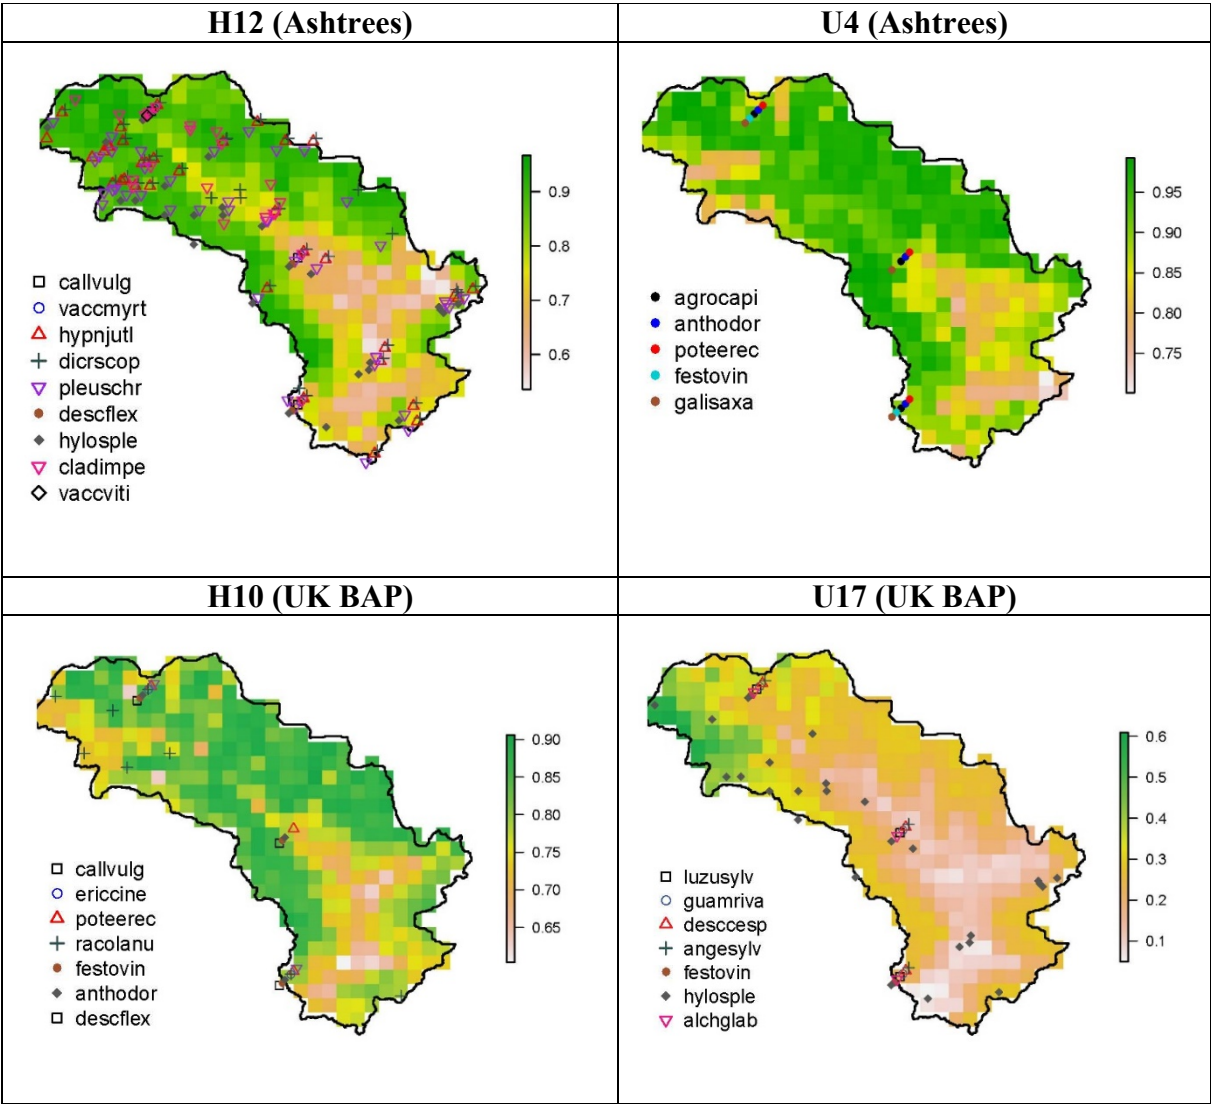 H12 (Ashtrees)
U4 (Ashtrees)
callvulg
vaccmyrt
hypnjutl
dicrscop
pleuschr
descflex
hylosple
cladimpe
vaccviti
0.9
0.8
0.7
0.6
agrocapi
anthodor
poteerec
festovin
galisaxa
0.95
0.90
0.85
0.80
0.75
H10 (UK BAP)
U17 (UK BAP)
callvulg
ericcine
poteerec
racolanu
festovin
anthodor
descflex
0.90
0.85
0.80
0.75
0.70
0.65
luzusylv
guamriva
desccesp
angesylv
festovin
hylosple
alchglab
0.6
0.5
0.4
0.3
0.2
0.1